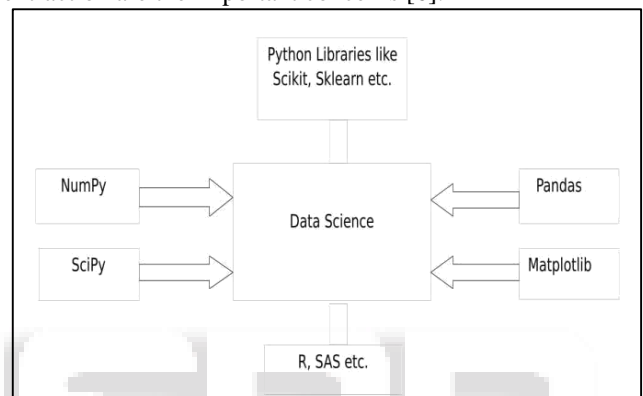 Python Libraries like
Scikit, Sklearn etc.
NumPy
Pandas
Data Science
SciPy
Matplotlib
R, SAS etc.